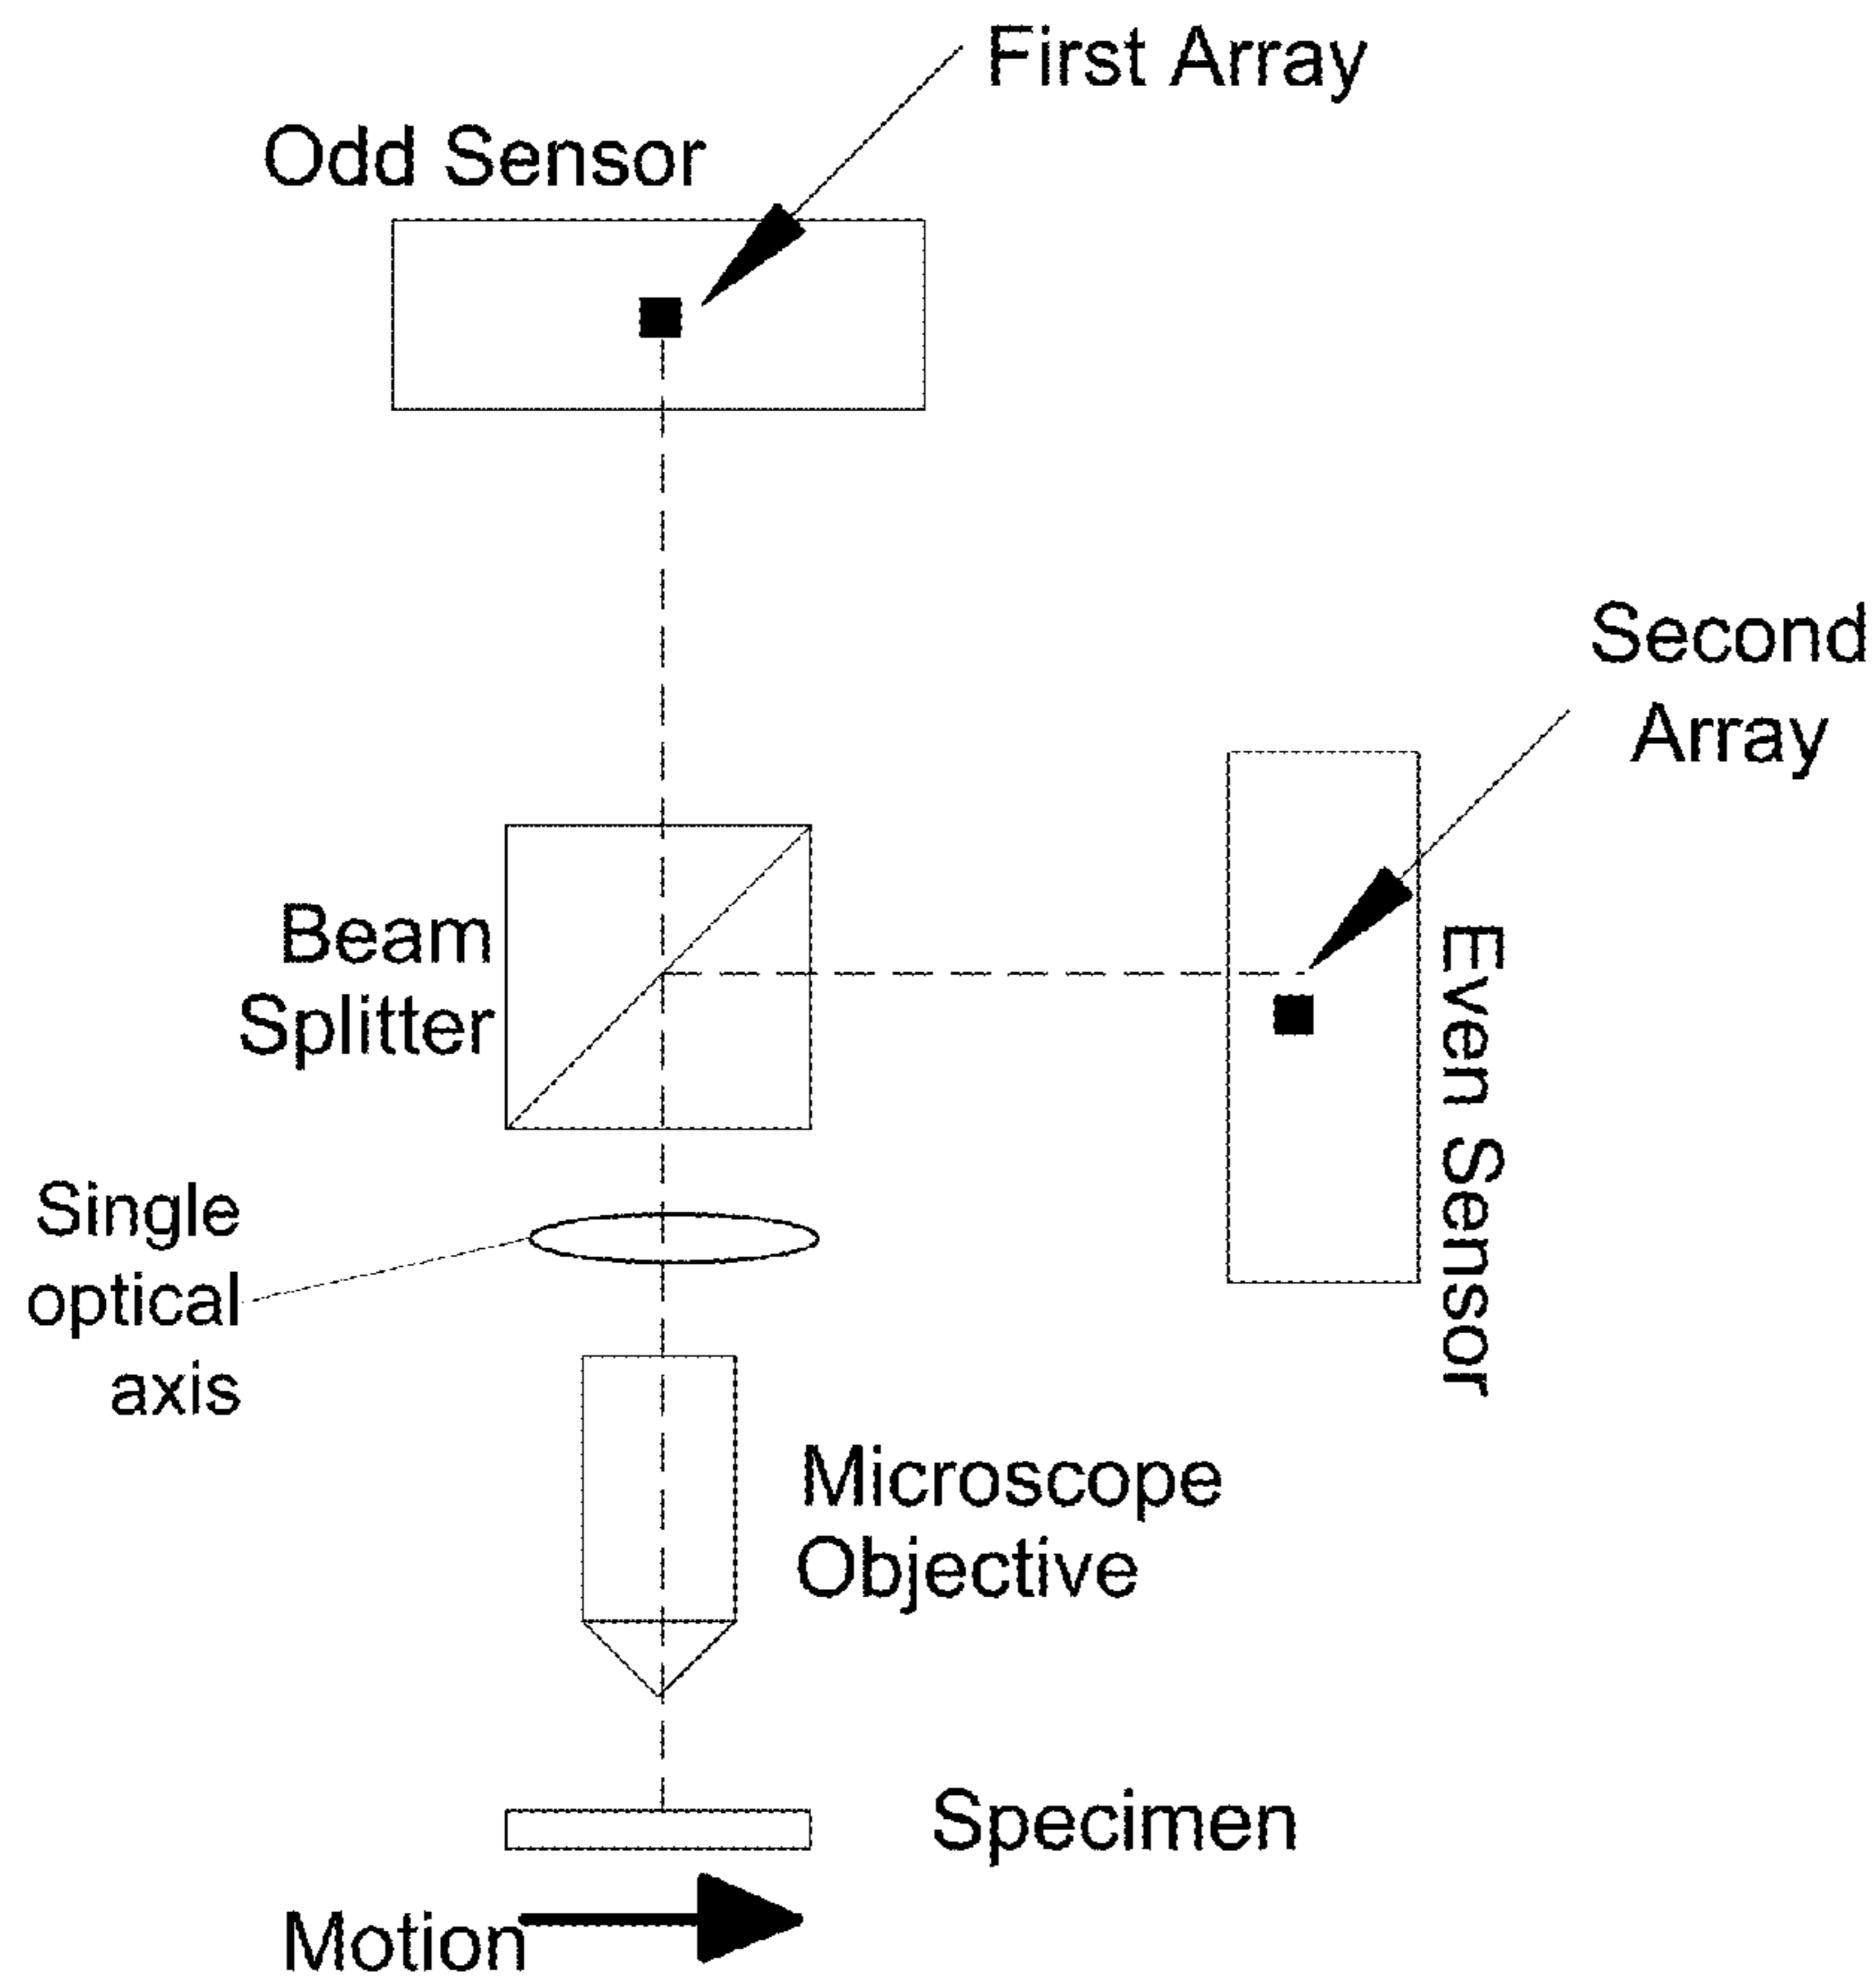 First Array
Odd Sensor
Second
Array
Beam
Splitter
Even Sensor
Single
optical
axis
Microscope
Objective
Specimen
Motion